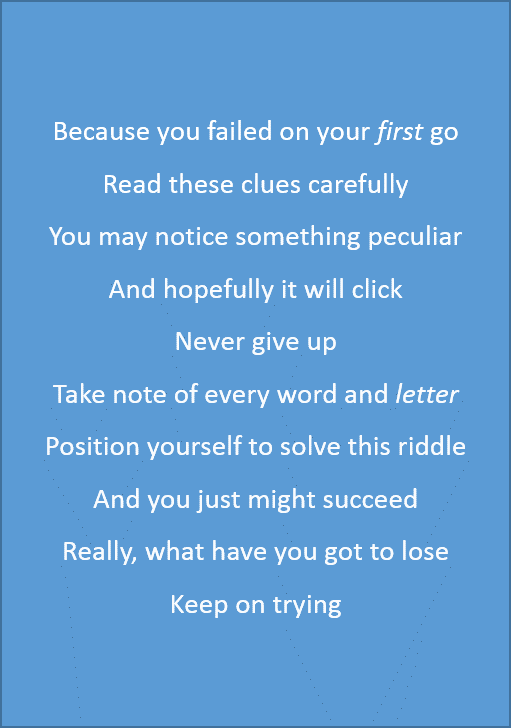 Because you failed on your first go
Read these clues carefully
You may notice something peculiar
And hopefully it will click
Never give up
Take note of every word and letter
Position yourself to solve this riddle
And you just might succeed
Really, what have you got to lose
Keep on trying